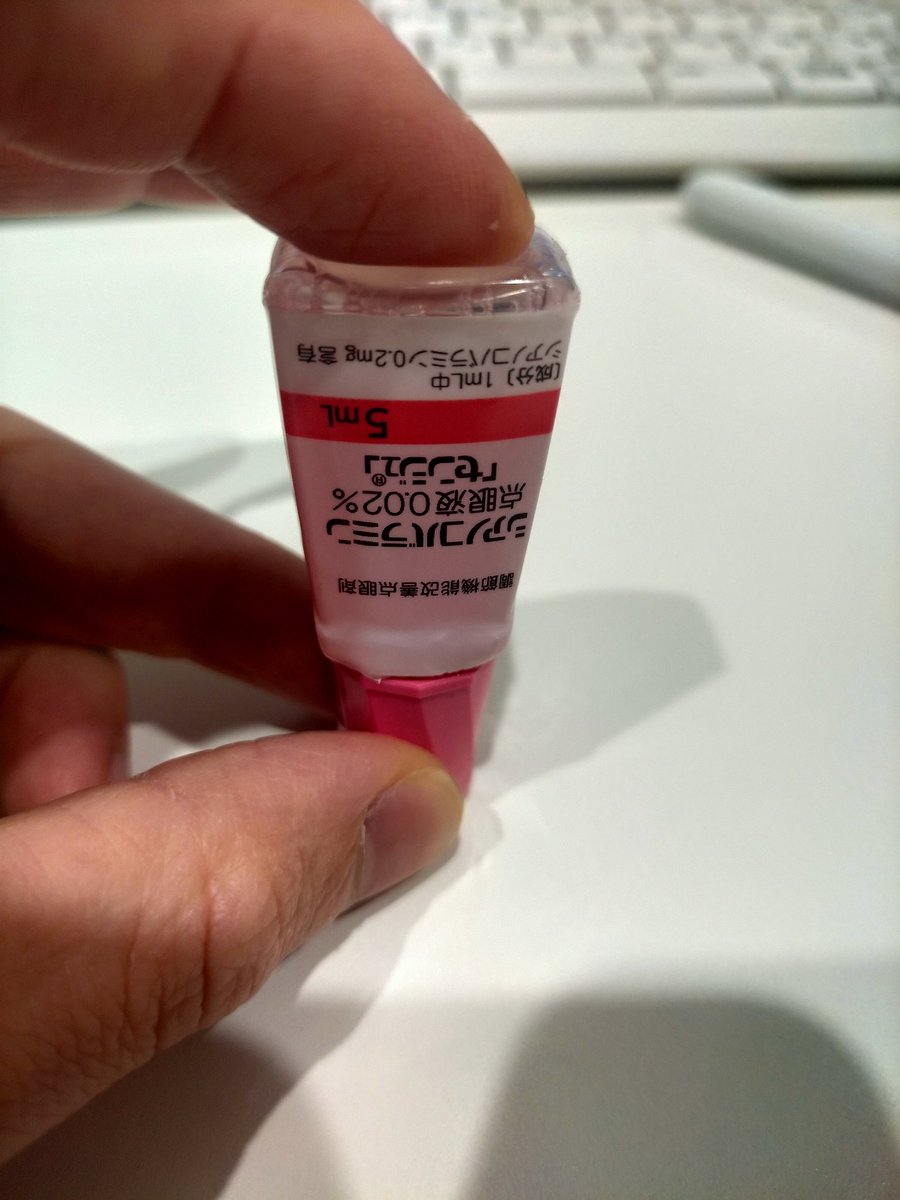 調節機能改善点眼剤
シアノコバラミン
点眼液0.02%
「センジュ」®
5mL
〔成分〕1mL中
シアノコバラミン0.2mg含有